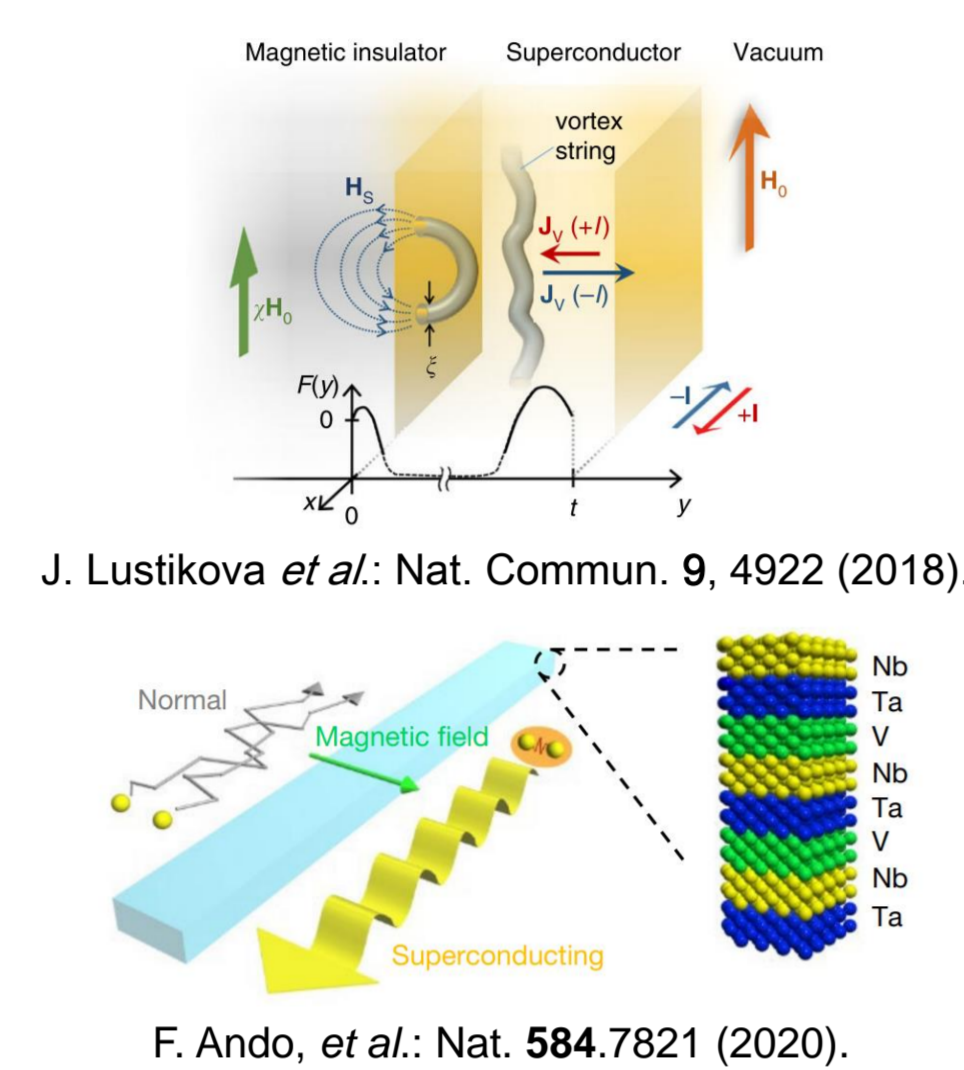 Magnetic insulator Superconductor Vacuum
vortex
string
H₀
Hₛ
Jᵥ (+I)
Jᵥ (−I)
χH₀
ξ
F(y)
0
−I
+I
x
0
t
y
J. Lustikova et al.: Nat. Commun. 9, 4922 (2018).
Normal
Magnetic field
Superconducting
Nb
Ta
V
Nb
Ta
V
Nb
Ta
F. Ando, et al.: Nat. 584.7821 (2020).